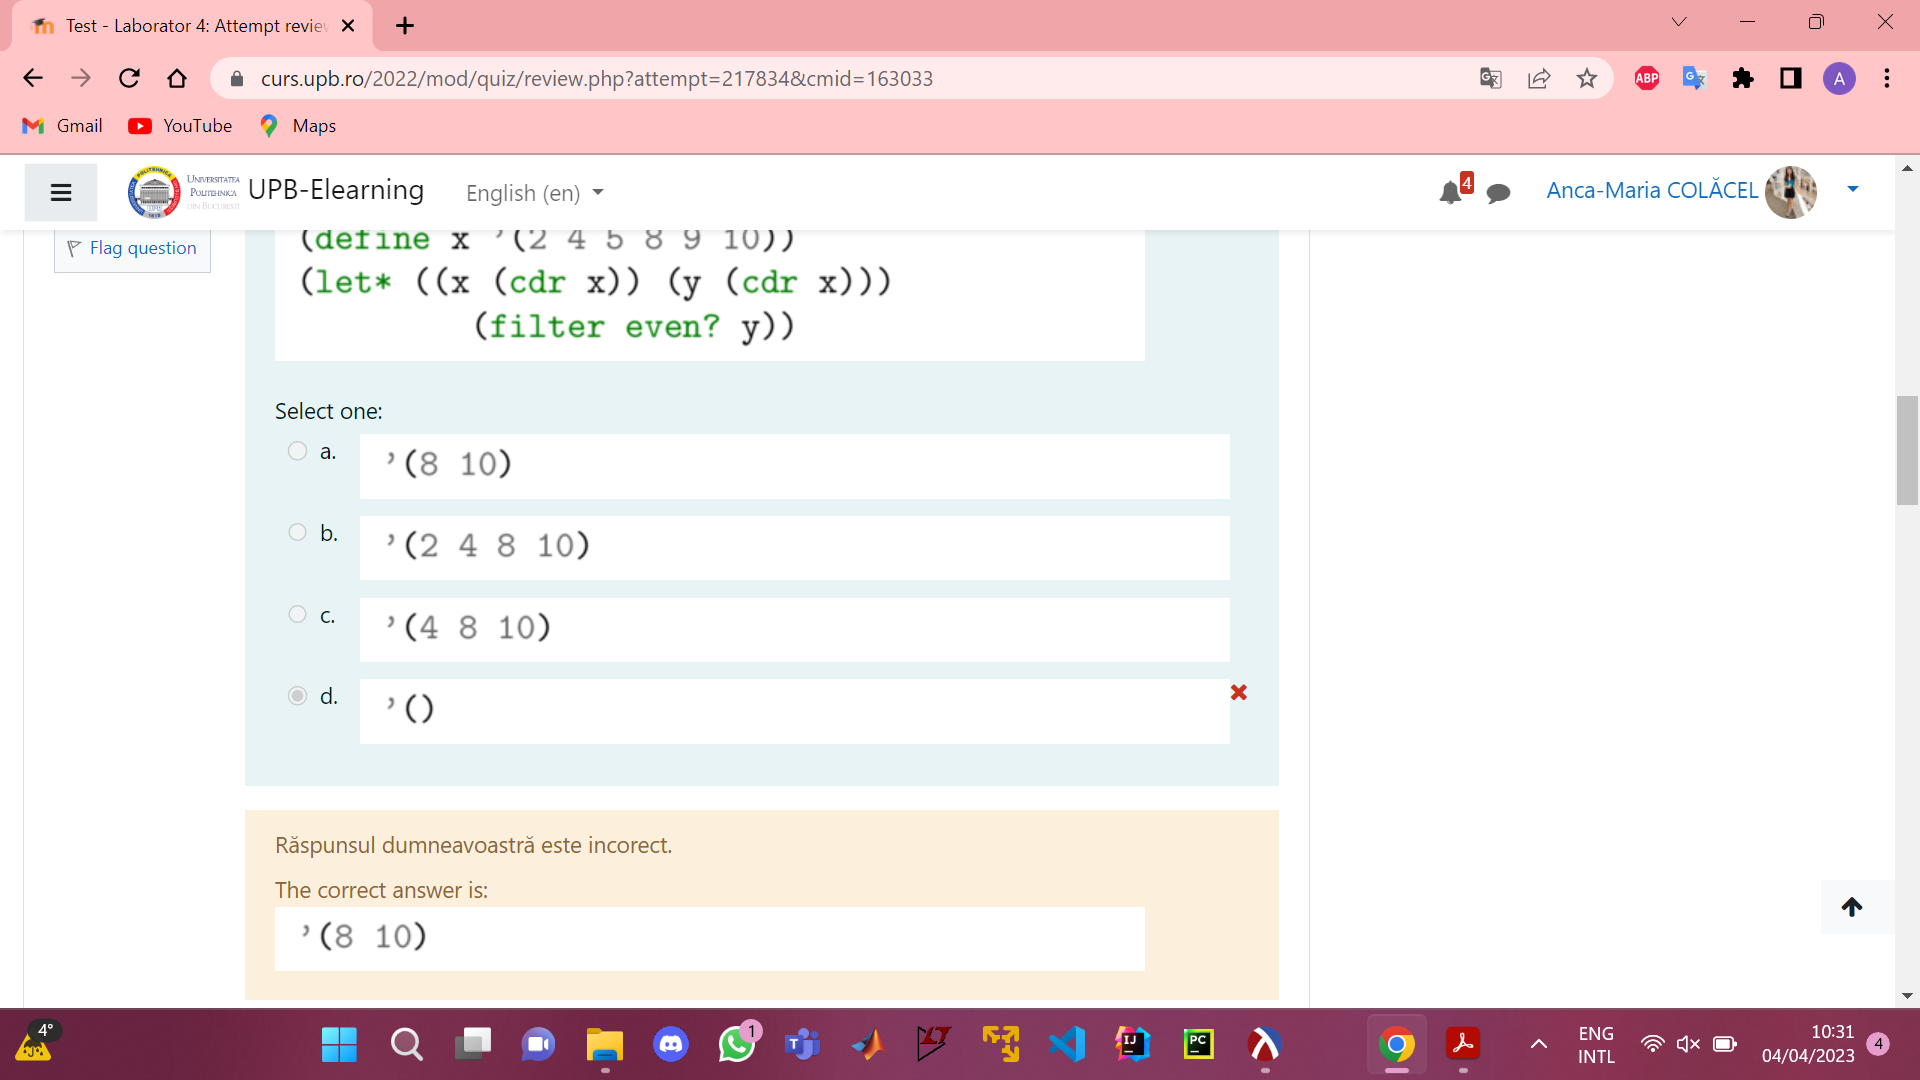 Test - Laborator 4: Attempt review
curs.upb.ro/2022/mod/quiz/review.php?attempt=217834&cmid=163033
ABP
A
Gmail
YouTube
Maps
UNIVERSITATEA
POLITEHNICA
DIN BUCUREȘTI
UPB-Elearning
English (en)
4
Anca-Maria COLĂCEL
Flag question
(define x '(2 4 5 8 9 10))
(let* ((x (cdr x)) (y (cdr x)))
(filter even? y))
Select one:
a.
'(8 10)
b.
'(2 4 8 10)
c.
'(4 8 10)
d.
'()
Răspunsul dumneavoastră este incorect.
The correct answer is:
'(8 10)
4°
1
ENG
INTL
10:31
04/04/2023
4